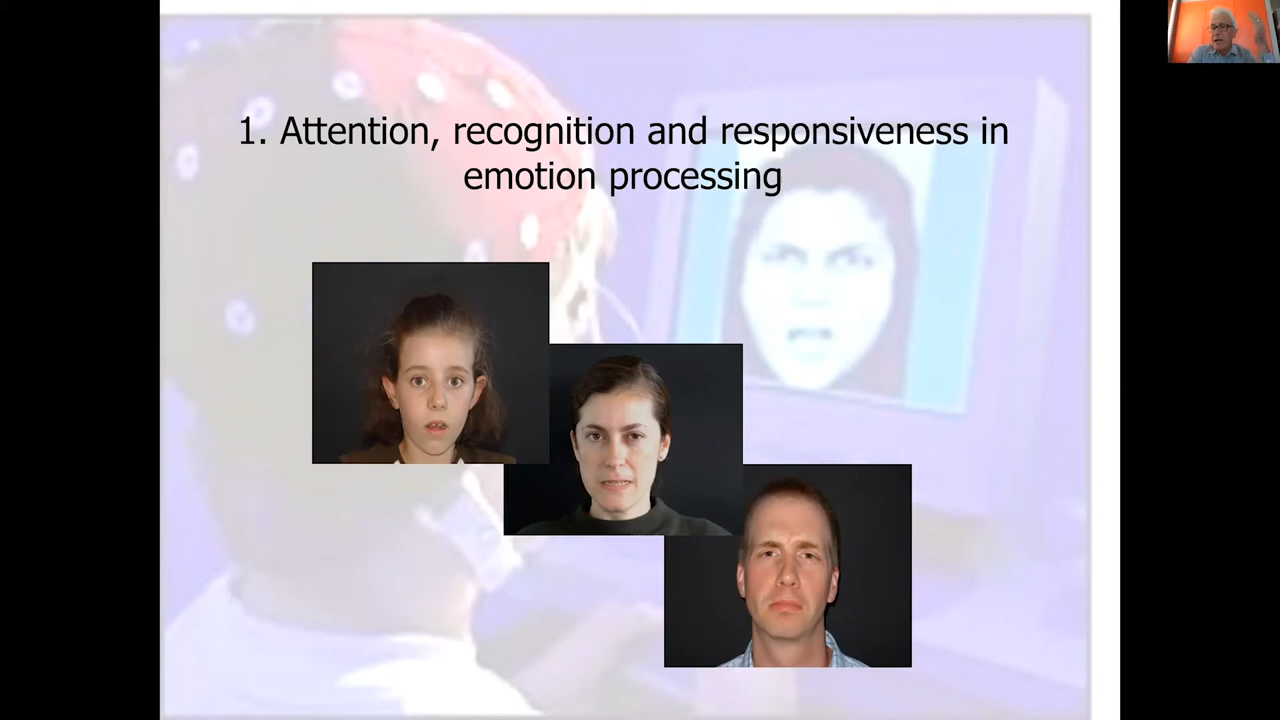 1. Attention, recognition and responsiveness in
emotion processing